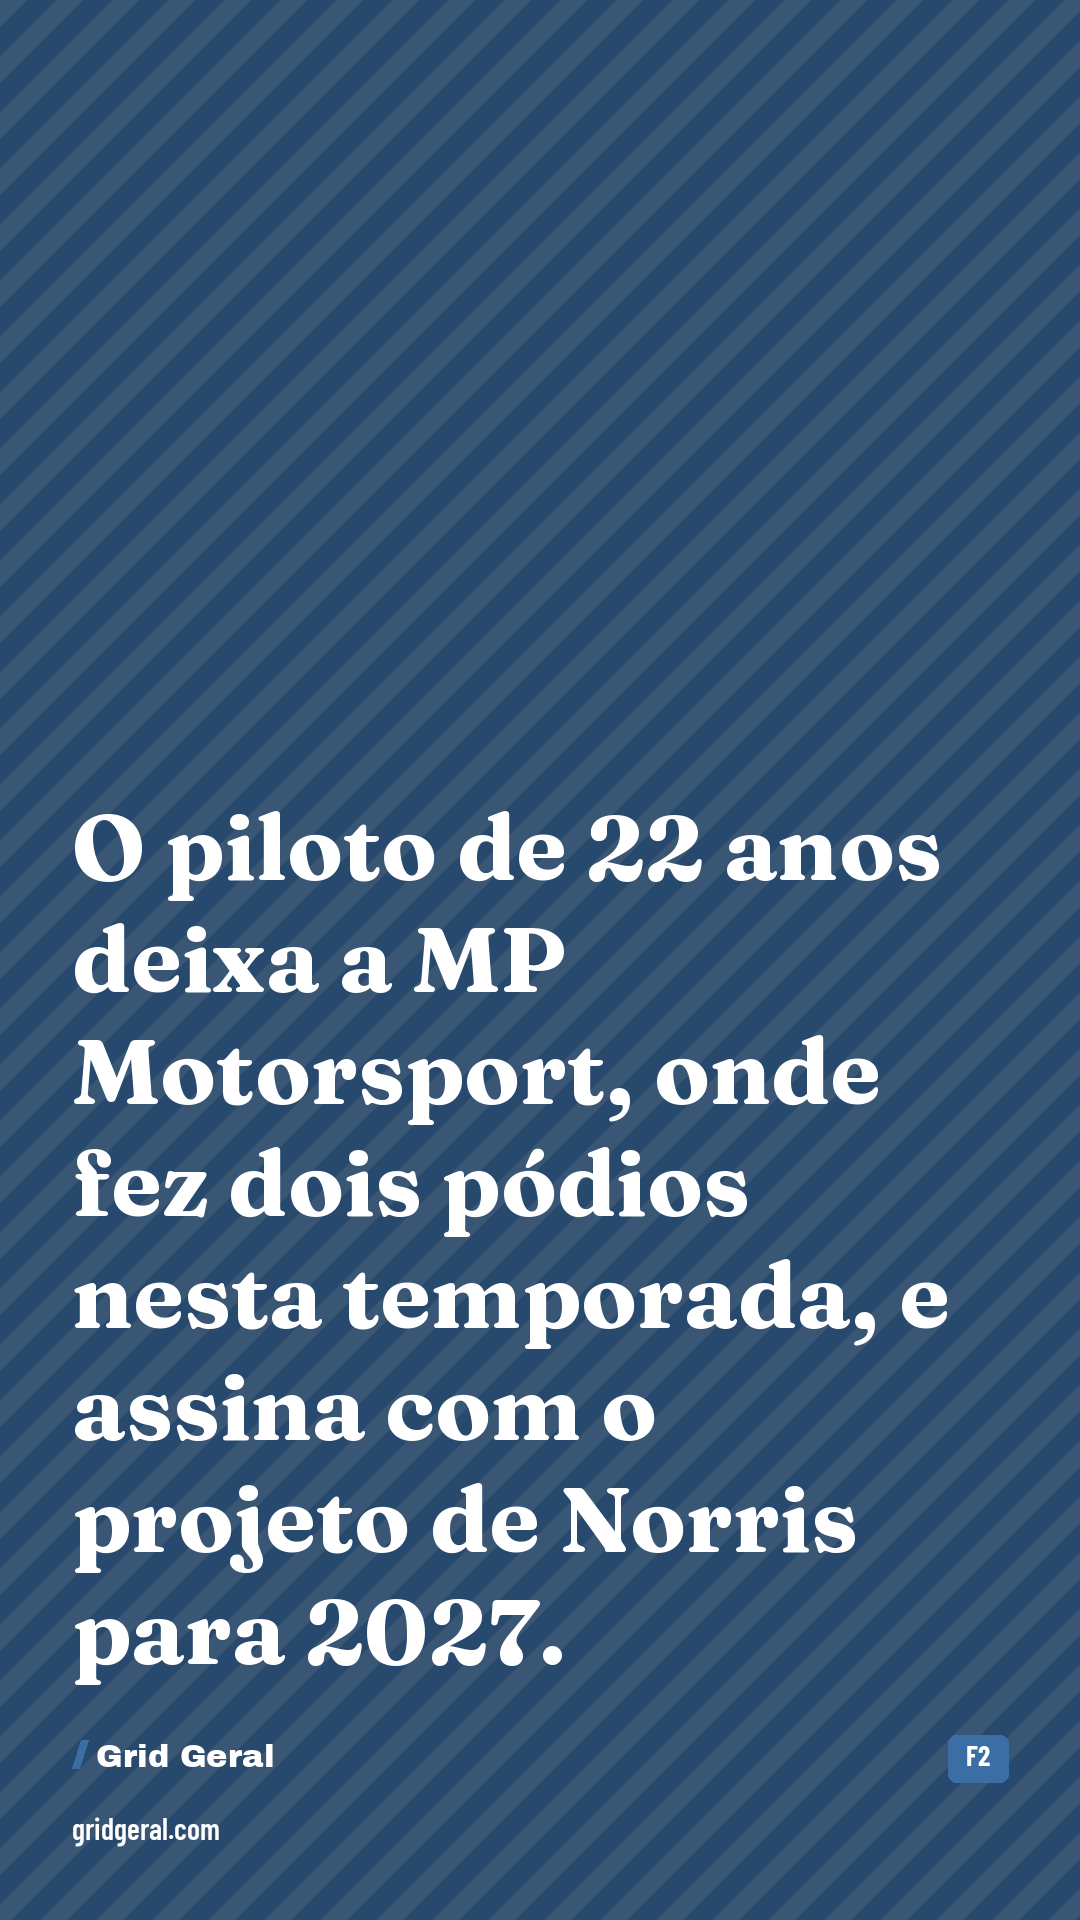 O piloto de 22 anos
deixa a MP
Motorsport, onde
fez dois pódios
nesta temporada, e
assina com o
projeto de Norris
para 2027.
Grid Geral
F2
gridgeral.com